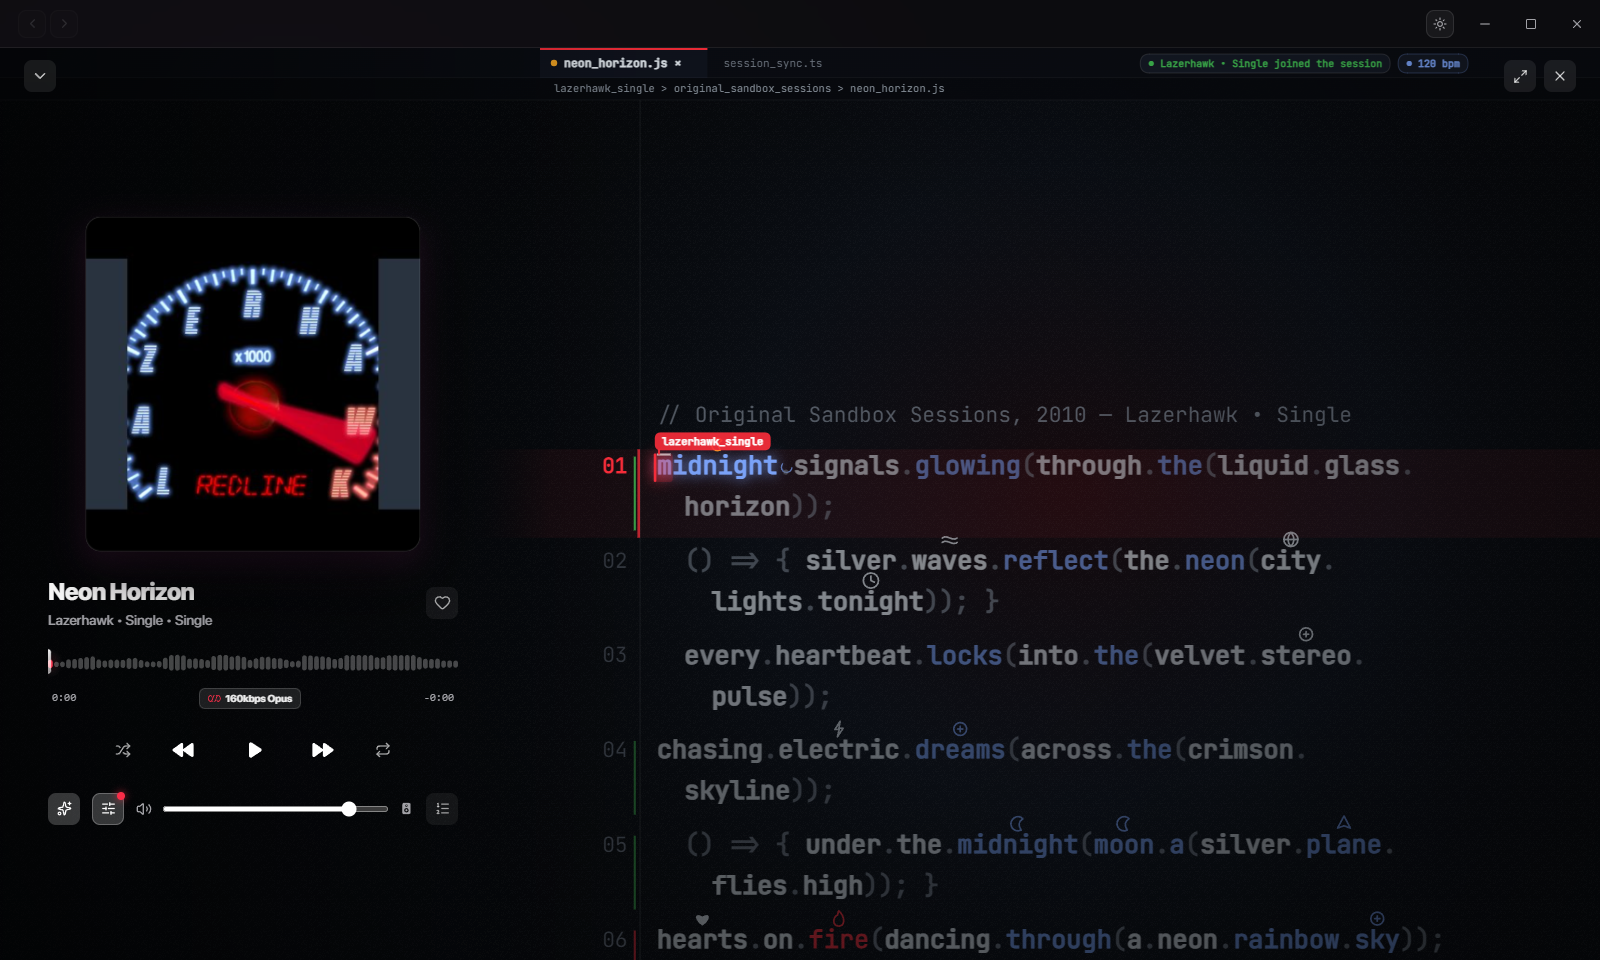 neon_horizon.js ×
session_sync.ts
Lazerhawk • Single joined the session
120 bpm
lazerhawk_single > original_sandbox_sessions > neon_horizon.js
LAZERHAWK
x1000
REDLINE
Neon Horizon
Lazerhawk • Single • Single
0:00
160kbps Opus
-0:00
// Original Sandbox Sessions, 2010 — Lazerhawk • Single
lazerhawk_single
01 midnight.signals.glowing(through.the(liquid.glass.
horizon));
02 () => { silver.waves.reflect(the.neon(city.
lights.tonight)); }
03 every.heartbeat.locks(into.the(velvet.stereo.
pulse));
04 chasing.electric.dreams(across.the(crimson.
skyline));
05 () => { under.the.midnight(moon.a(silver.plane.
flies.high)); }
06 hearts.on.fire(dancing.through(a.neon.rainbow.sky));